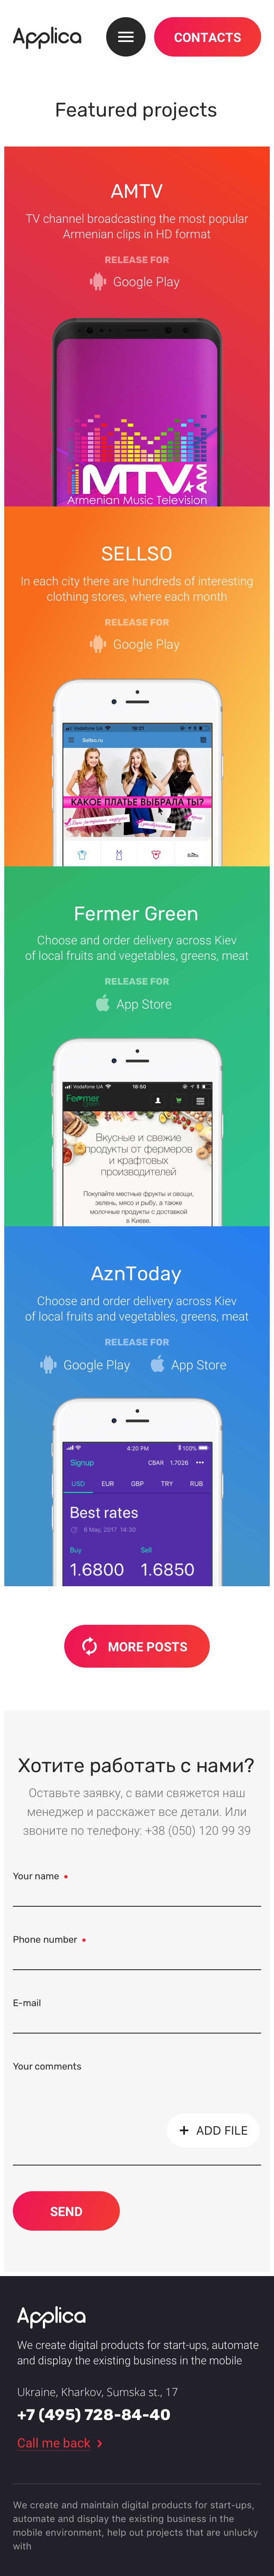 Applica
CONTACTS
Featured projects
AMTV
TV channel broadcasting the most popular
Armenian clips in HD format
RELEASE FOR
Google Play
MTV AM
Armenian Music Television
SELLSO
In each city there are hundreds of interesting
clothing stores, where each month
RELEASE FOR
Google Play
Vodafone UA 19:21
Sellso.ru
КАКОЕ ПЛАТЬЕ ВЫБРАЛА ТЫ?
Fermer Green
Choose and order delivery across Kiev
of local fruits and vegetables, greens, meat
RELEASE FOR
App Store
Vodafone UA 18:50
Fermer
green
Вкусные и свежие
продукты от фермеров
и крафтовых
производителей
Покупайте местные фрукты и овощи,
зелень, мясо и рыбу, а также
молочные продукты с доставкой
в Киеве.
AznToday
Choose and order delivery across Kiev
of local fruits and vegetables, greens, meat
RELEASE FOR
Google Play App Store
4:20 PM 100%
Signup CBAR 1.7026
USD EUR GBP TRY RUB
Best rates
6 May, 2017 14:30
Buy Sell
1.6800 1.6850
MORE POSTS
Хотите работать с нами?
Оставьте заявку, с вами свяжется наш
менеджер и расскажет все детали. Или
звоните по телефону: +38 (050) 120 99 39
Your name
Phone number
E-mail
Your comments
+ ADD FILE
SEND
Applica
We create digital products for start-ups, automate
and display the existing business in the mobile
Ukraine, Kharkov, Sumska st., 17
+7 (495) 728-84-40
Call me back
We create and maintain digital products for start-ups,
automate and display the existing business in the
mobile environment, help out projects that are unlucky
with